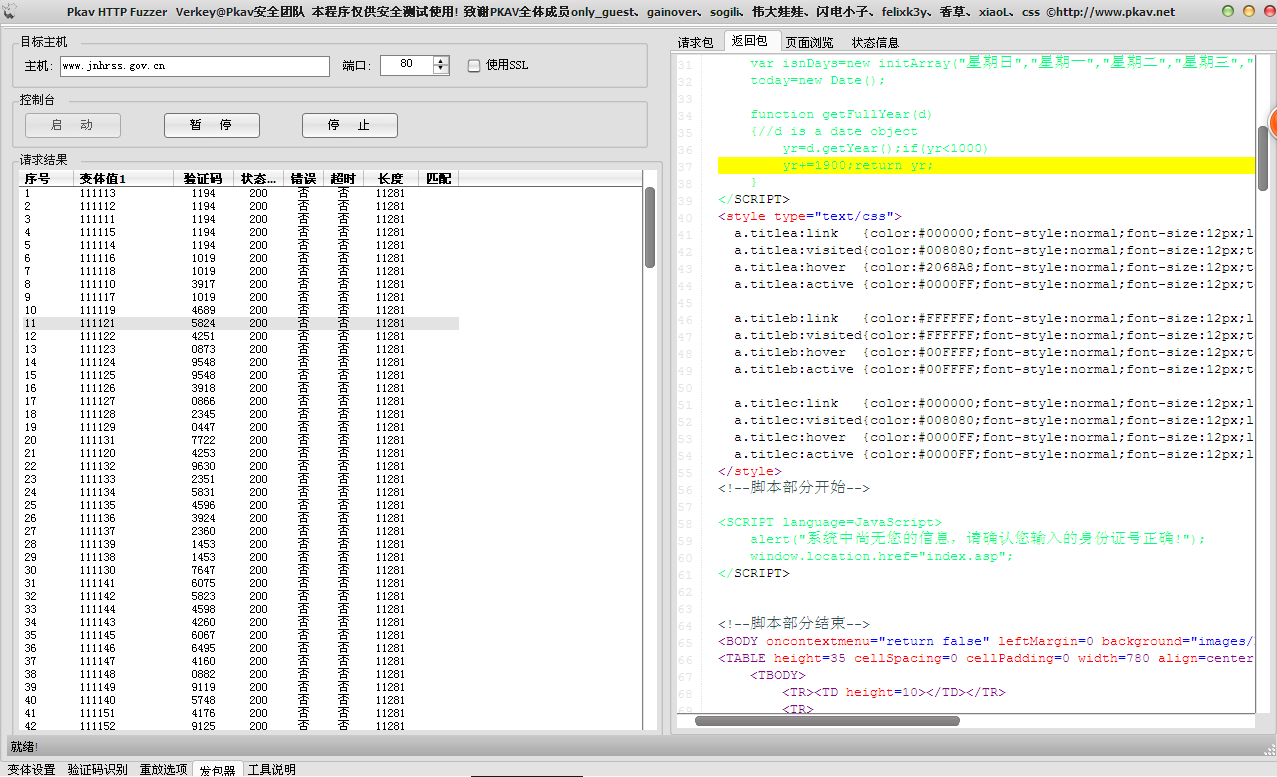 Pkav HTTP Fuzzer Verkey@Pkav安全团队 本程序仅供安全测试使用! 致谢PKAV全体成员only_guest、gainover、sogili、伟大娃娃、闪电小子、felixk3y、香草、xiaoL、css ©http://www.pkav.net
目标主机
主机: www.jnhrss.gov.cn 端口: 80 使用SSL
控制台
启 动 暂 停 停 止
请求结果
序号 变体值1 验证码 状态... 错误 超时 长度 匹配
1 111113 1194 200 否 否 11281
2 111112 1194 200 否 否 11281
3 111111 1194 200 否 否 11281
4 111115 1194 200 否 否 11281
5 111114 1194 200 否 否 11281
6 111116 1018 200 否 否 11281
7 111118 1018 200 否 否 11281
8 111110 3917 200 否 否 11281
9 111117 1019 200 否 否 11281
10 111119 4689 200 否 否 11281
11 111121 5824 200 否 否 11281
12 111122 4251 200 否 否 11281
13 111123 0873 200 否 否 11281
14 111124 9548 200 否 否 11281
15 111125 9548 200 否 否 11281
16 111126 3918 200 否 否 11281
17 111127 0866 200 否 否 11281
18 111128 2345 200 否 否 11281
19 111129 0447 200 否 否 11281
20 111131 7722 200 否 否 11281
21 111120 4253 200 否 否 11281
22 111132 9630 200 否 否 11281
23 111133 2351 200 否 否 11281
24 111134 5831 200 否 否 11281
25 111135 4596 200 否 否 11281
26 111136 3924 200 否 否 11281
27 111137 2360 200 否 否 11281
28 111139 1453 200 否 否 11281
29 111138 1453 200 否 否 11281
30 111130 7648 200 否 否 11281
31 111141 6075 200 否 否 11281
32 111142 5823 200 否 否 11281
33 111144 4598 200 否 否 11281
34 111143 4260 200 否 否 11281
35 111145 6067 200 否 否 11281
36 111146 6495 200 否 否 11281
37 111147 4160 200 否 否 11281
38 111148 0882 200 否 否 11281
39 111149 9119 200 否 否 11281
40 111140 5748 200 否 否 11281
41 111151 4176 200 否 否 11281
42 111152 9125 200 否 否 11281
请求包 返回包 页面浏览 状态信息
31 var isnDays=new initArray("星期日","星期一","星期二","星期三","
32 today=new Date();
33
34 function getFullYear(d)
35 {//d is a date object
36 yr=d.getYear();if(yr<1000)
37 yr+=1900;return yr;
38 }
39 </SCRIPT>
40 <style type="text/css">
41 a.titlea:link {color:#000000;font-style:normal;font-size:12px;l
42 a.titlea:visited{color:#008080;font-style:normal;font-size:12px;t
43 a.titlea:hover {color:#2068A8;font-style:normal;font-size:12px;te
44 a.titlea:active {color:#0000FF;font-style:normal;font-size:12px;t
45
46 a.titleb:link {color:#FFFFFF;font-style:normal;font-size:12px;l
47 a.titleb:visited{color:#FFFFFF;font-style:normal;font-size:12px;t
48 a.titleb:hover {color:#00FFFF;font-style:normal;font-size:12px;t
49 a.titleb:active {color:#00FFFF;font-style:normal;font-size:12px;t
50
51 a.titlec:link {color:#000000;font-style:normal;font-size:12px;l
52 a.titlec:visited{color:#008080;font-style:normal;font-size:12px;l
53 a.titlec:hover {color:#0000FF;font-style:normal;font-size:12px;l
54 a.titlec:active {color:#0000FF;font-style:normal;font-size:12px;l
55 </style>
56 <!--脚本部分开始-->
57
58 <SCRIPT language=JavaScript>
59 alert("系统中尚无您的信息，请确认您输入的身份证号正确!");
60 window.location.href="index.asp";
61 </SCRIPT>
62
63
64 <!--脚本部分结束-->
65 <BODY oncontextmenu="return false" leftMargin=0 background="images/
66 <TABLE height=35 cellSpacing=0 cellPadding=0 width=780 align=center
67 <TBODY>
68 <TR><TD height=10></TD></TR>
69 <TR>
就绪!
变体设置 验证码识别 重放选项 发包器 工具说明